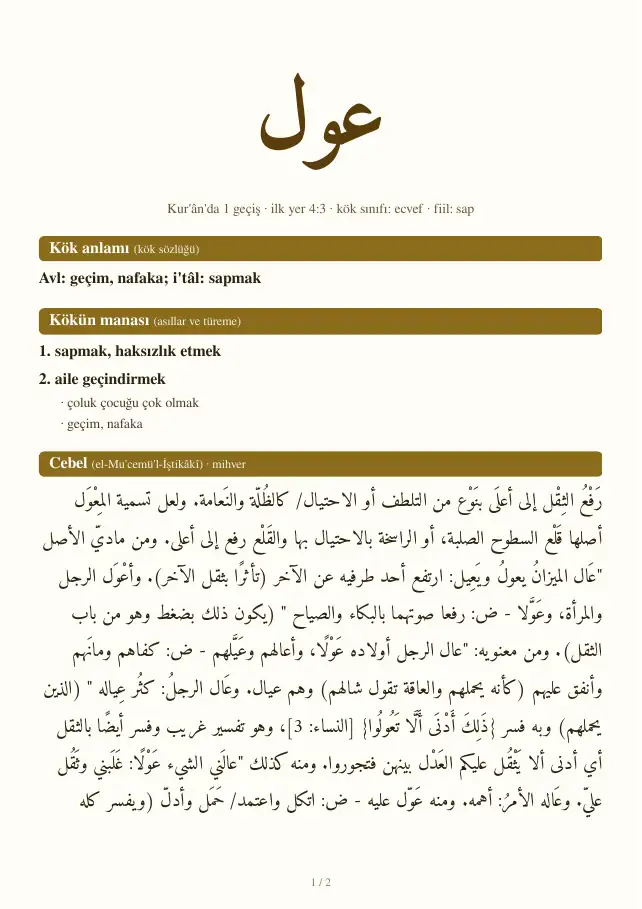 عول
Kur'ân'da 1 geçiş · ilk yer 4:3 · kök sınıfı: ecvef · fiil: sap
Kök anlamı (kök sözlüğü)
Avl: geçim, nafaka; i'tâl: sapmak
Kökün manası (asıllar ve türeme)
1. sapmak, haksızlık etmek
2. aile geçindirmek
· çoluk çocuğu çok olmak
· geçim, nafaka
Cebel (el-Mu'cemü'l-İştikâkî) · mihver
رَفْعُ الثِقْل إلى أعلَى بنَوْع من التلطف أو الاحتيال/ كالظُلّة والنَعامة. ولعل تسمية المِعْوَل
أصلها قَلْع السطوح الصلبة، أو الراسخة بالاحتيال بها والقَلْع رفع إلى أعلى. ومن ماديّ الأصل
"عَال الميزانُ يعولُ ويَعِيل: ارتفع أحد طرفيه عن الآخر (تأثرًا بثقل الآخر). وأعْوَل الرجل
والمرأة، وعَوَّلا - ض: رفعا صوتهما بالبكاء والصياح " (يكون ذلك بضغط وهو من باب
الثقل). ومن معنويه: "عال الرجل أولاده عَوْلًا، وأعالهم وعَيَّلهم - ض: كفاهم ومانَهم
وأنفق عليهم (كأنه يحملهم والعاقة تقول شالهم) وهم عيال. وعَال الرجلُ: كثُر عِياله " (الذين
يحملهم) وبه فسر {ذَلِكَ أَدْنَى أَلَّا تَعُولُوا} [النساء: 3]، وهو تفسير غريب وفسر أيضًا بالثقل
أي أدنى ألا يَثْقُل عليكم العَدْل بينهن فتجوروا. ومنه كذلك "عالَني الشيء عَوْلًا: غَلَبني وثَقُل
عليّ. وعَاله الأمرُ: أهمه. ومنه عَوّل عليه - ض: اتكل واعتمد/ حَمَل وأدلّ (ويفسر كله
1 / 2